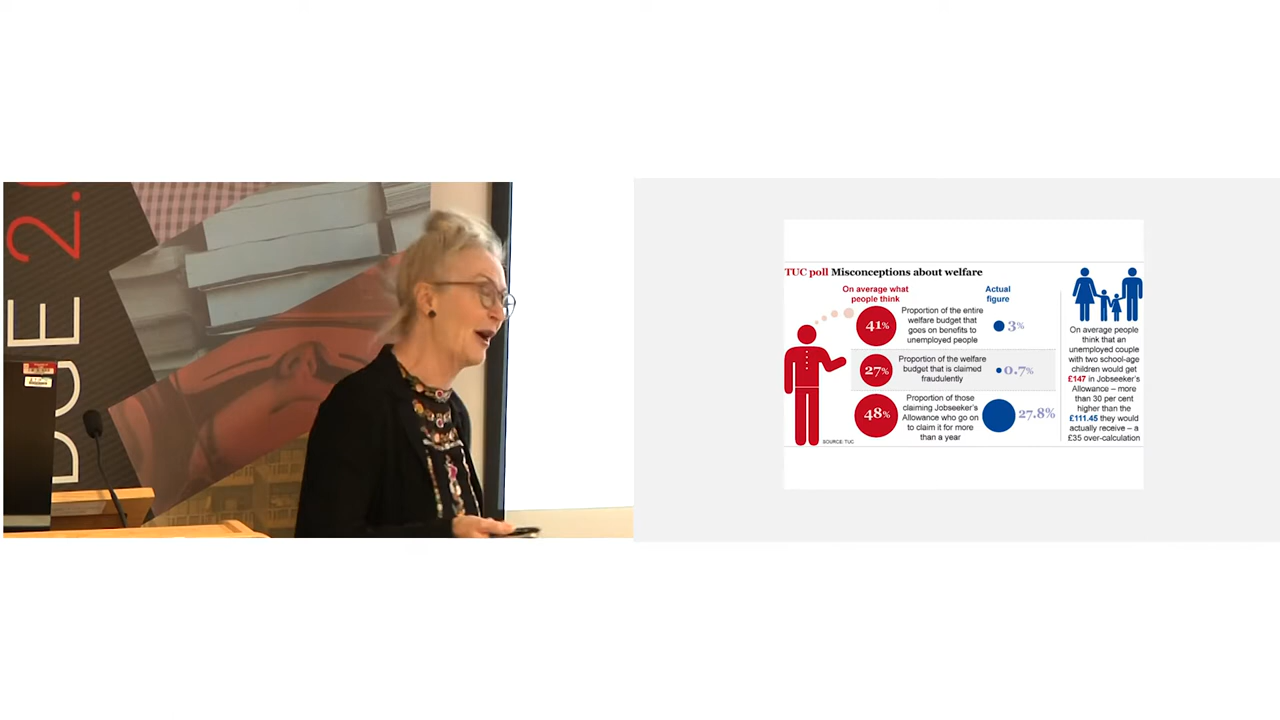 DGE 2.0
TUC poll Misconceptions about welfare
On average what
people think
Actual
figure
41%
Proportion of the entire
welfare budget that
goes on benefits to
unemployed people
3%
27%
Proportion of the welfare
budget that is claimed
fraudulently
0.7%
48%
Proportion of those
claiming Jobseeker's
Allowance who go on
to claim it for more
than a year
27.8%
SOURCE: TUC
On average people
think that an
unemployed couple
with two school-age
children would get
£147 in Jobseeker's
Allowance – more
than 30 per cent
higher than the
£111.45 they would
actually receive – a
£35 over-calculation